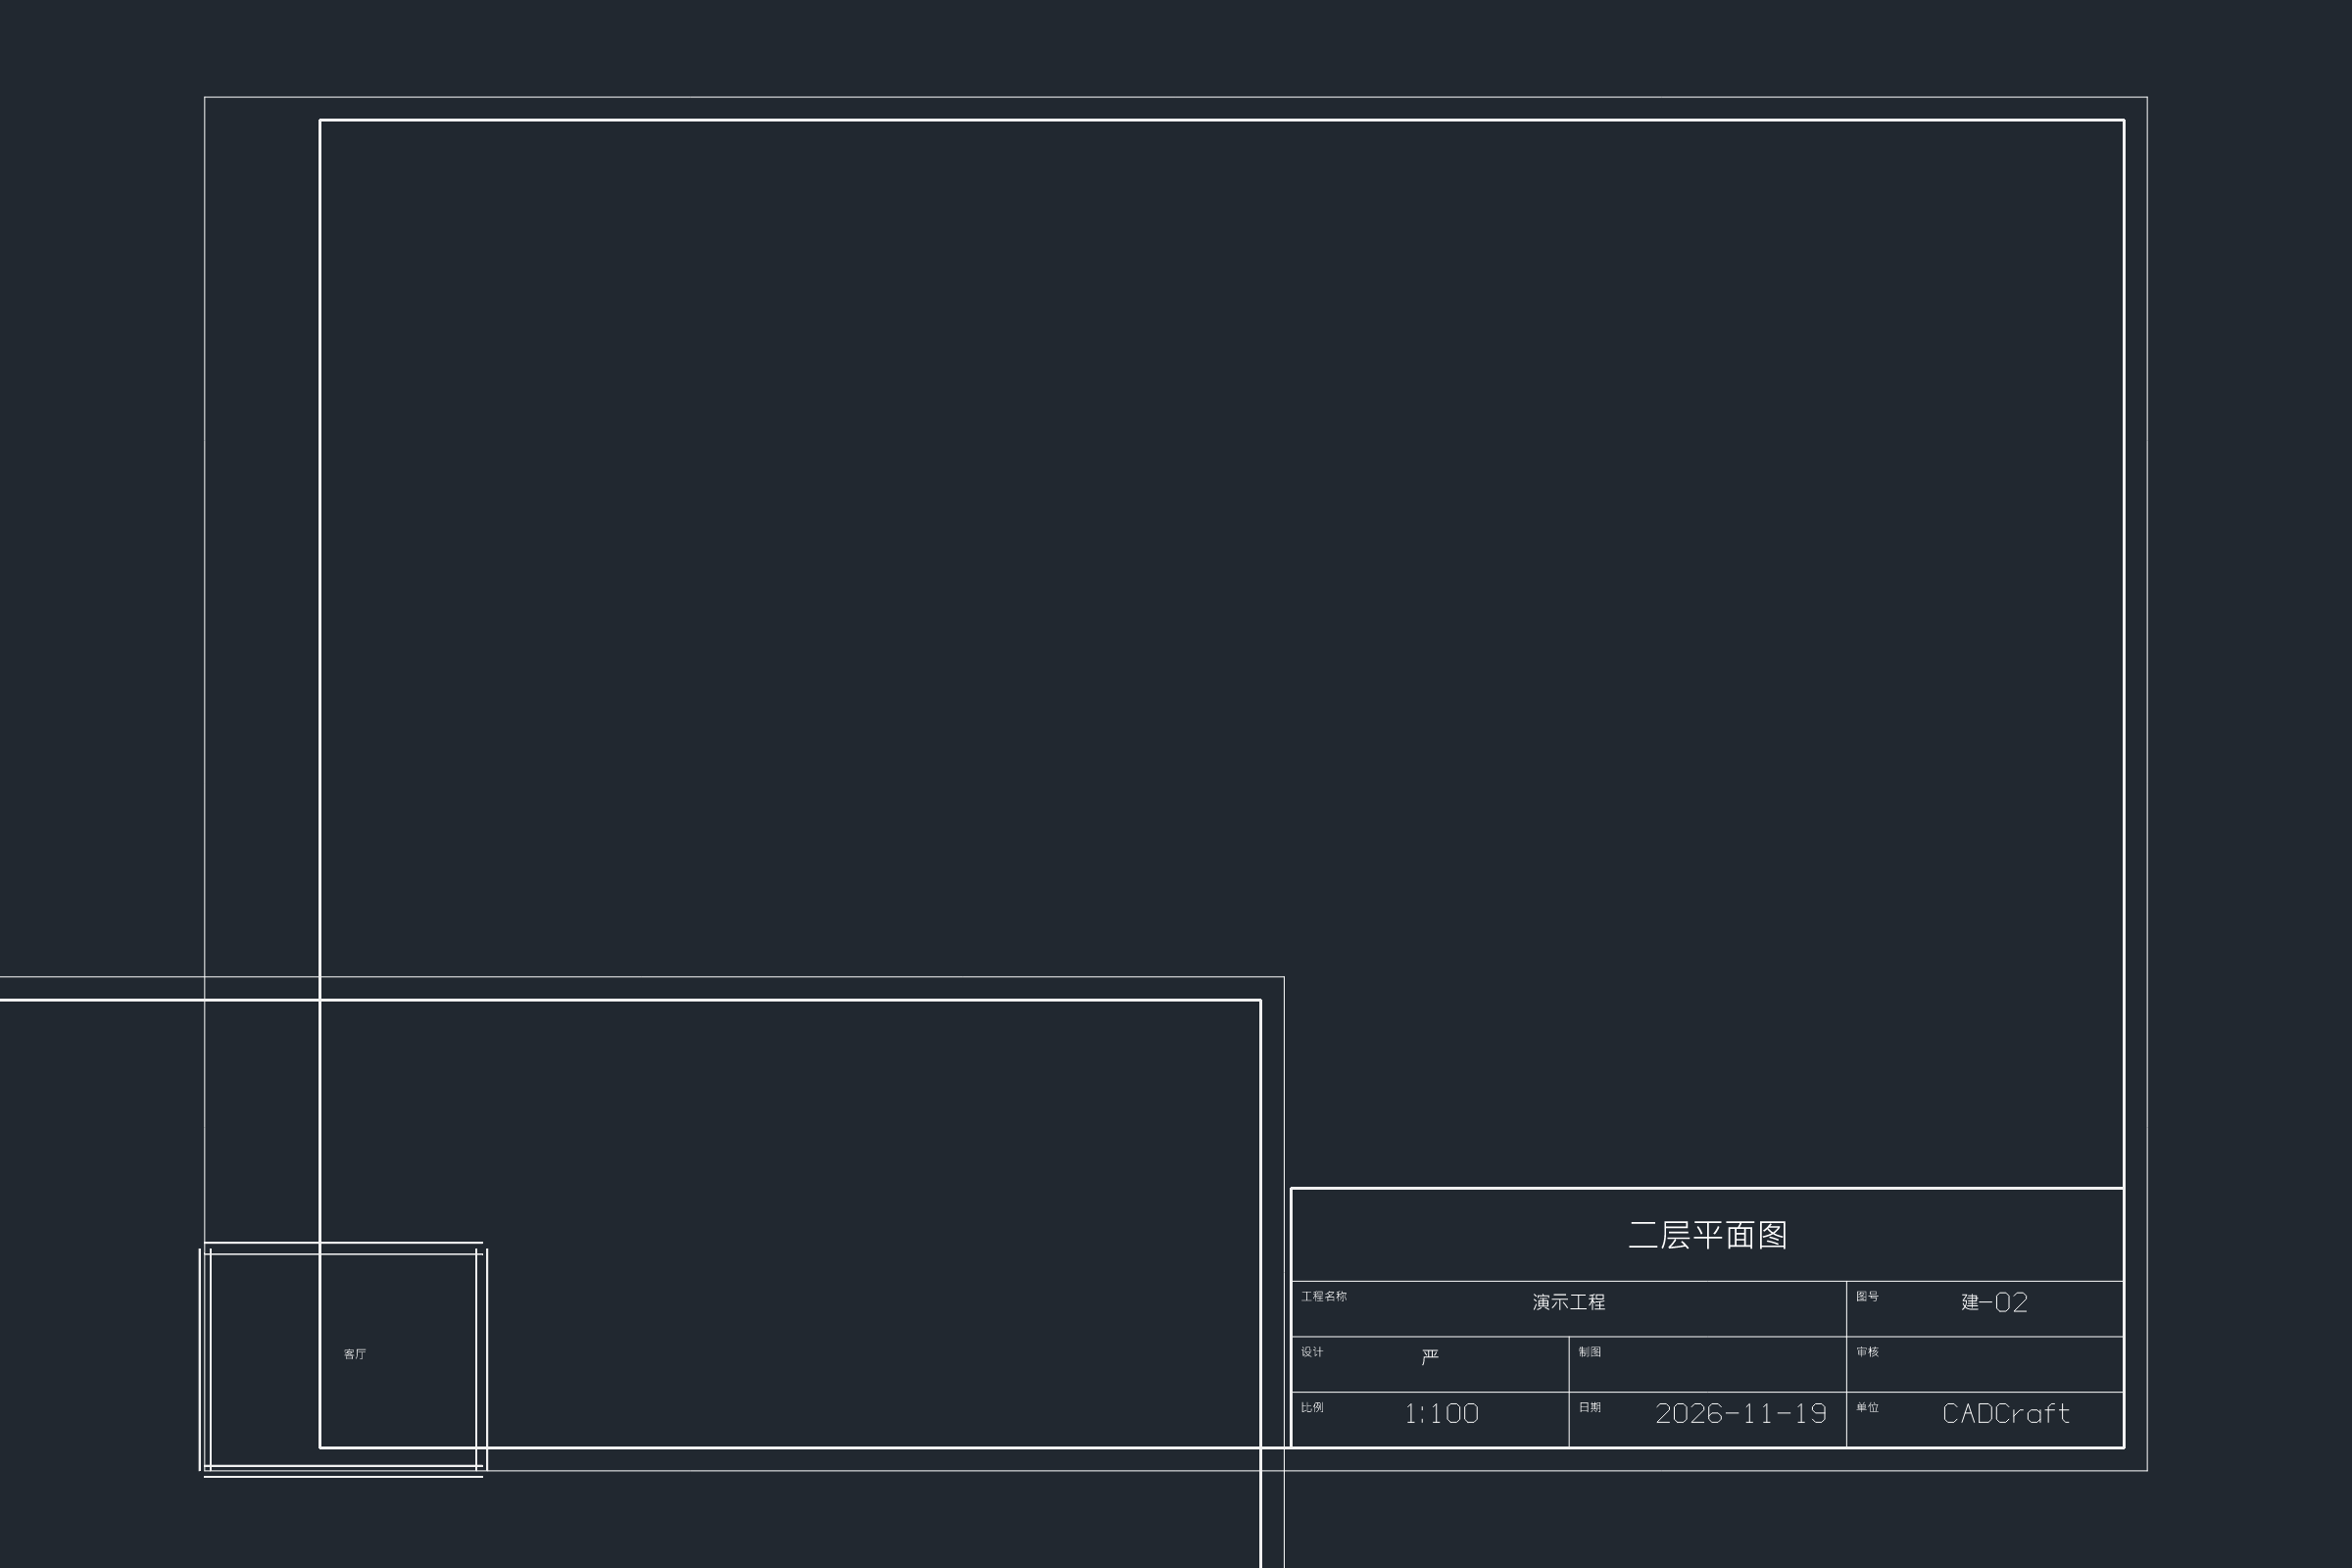 二层平面图
工程名称 演示工程 图号 建-02
设计 严 制图 审核
比例 1:100 日期 2026-11-19 单位 CADCraft
客厅